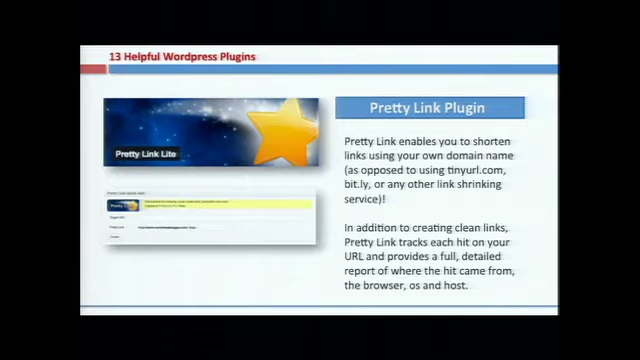 13 Helpful Wordpress Plugins
Pretty Link Lite
Pretty Link Plugin
Pretty Link enables you to shorten
links using your own domain name
(as opposed to using tinyurl.com,
bit.ly, or any other link shrinking
service)!
In addition to creating clean links,
Pretty Link tracks each hit on your
URL and provides a full, detailed
report of where the hit came from,
the browser, os and host.